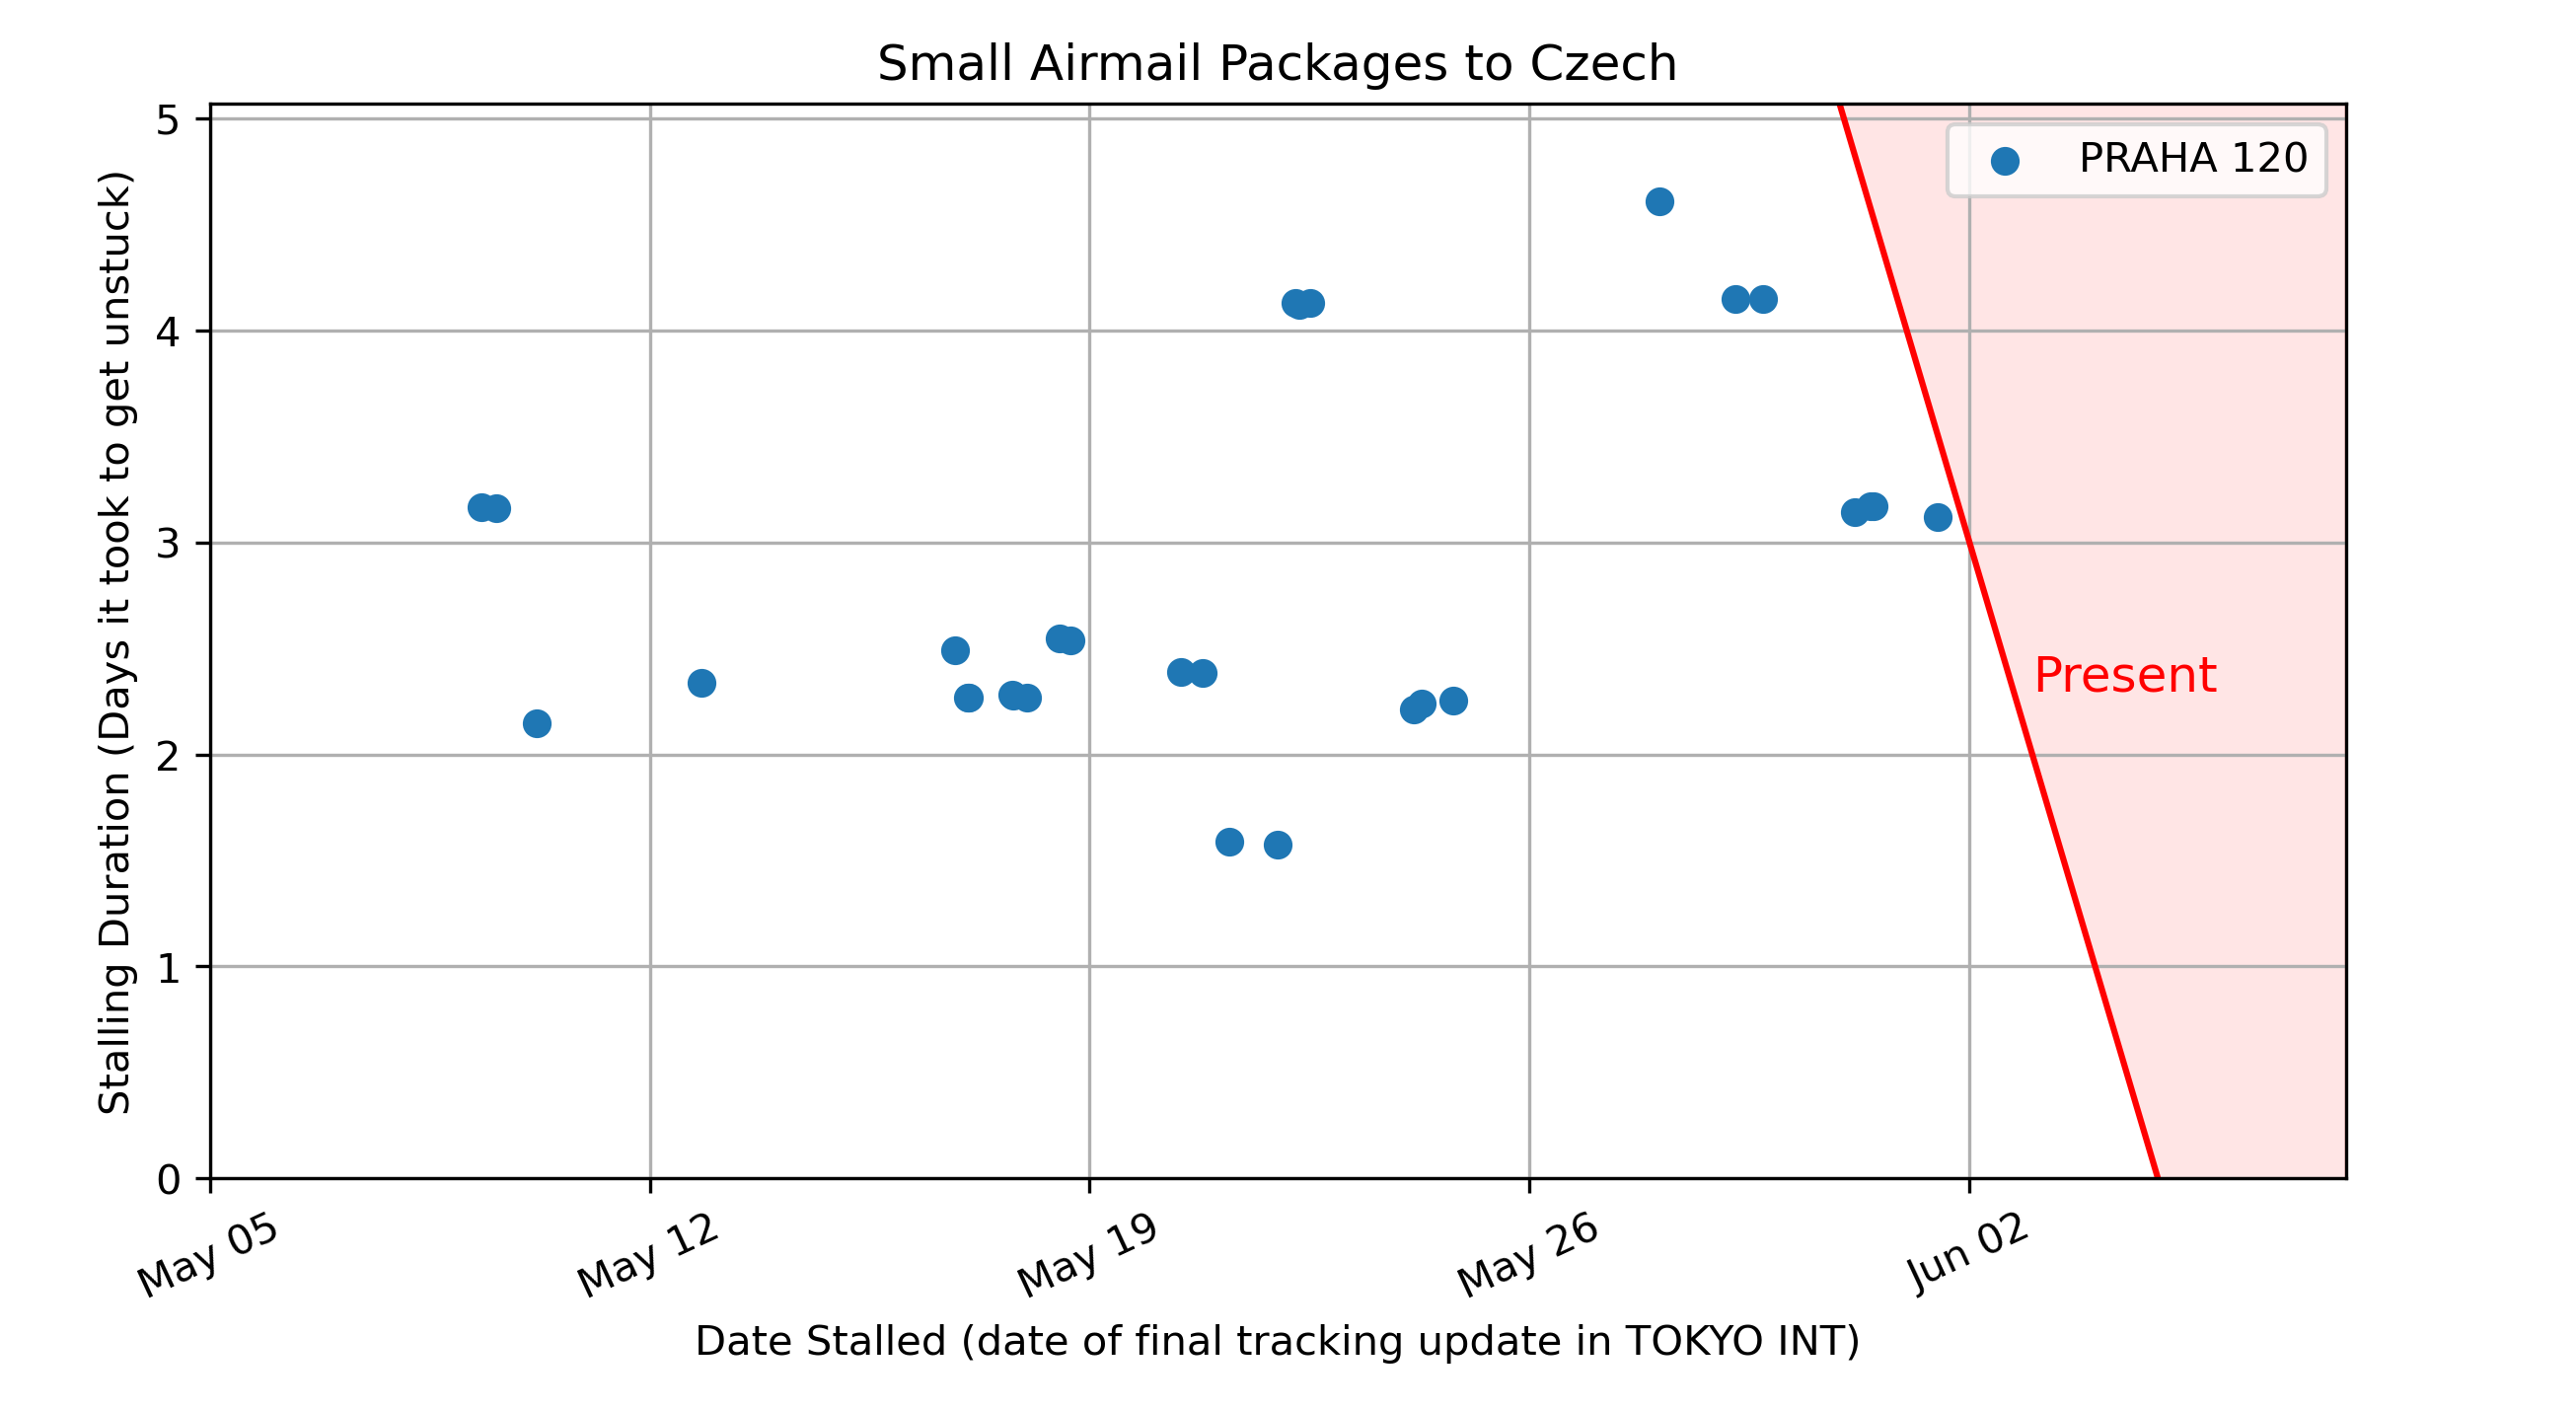 Small Airmail Packages to Czech
PRAHA 120
Present
Stalling Duration (Days it took to get unstuck)
5
4
3
2
1
0
May 05
May 12
May 19
May 26
Jun 02
Date Stalled (date of final tracking update in TOKYO INT)